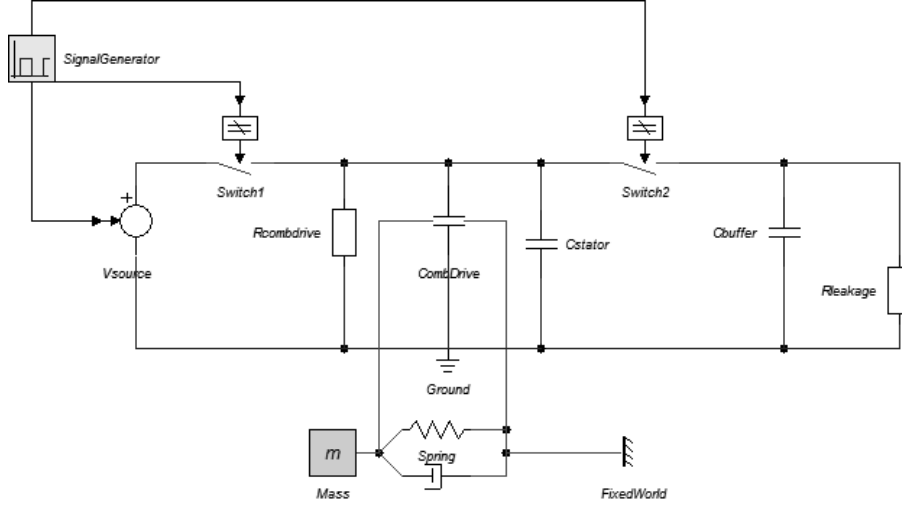 SignalGenerator
Switch1
Switch2
+
Rcombdrive
Cstator
Cbuffer
Vsource
CombDrive
Rleakage
Ground
m
Spring
Mass
FixedWorld